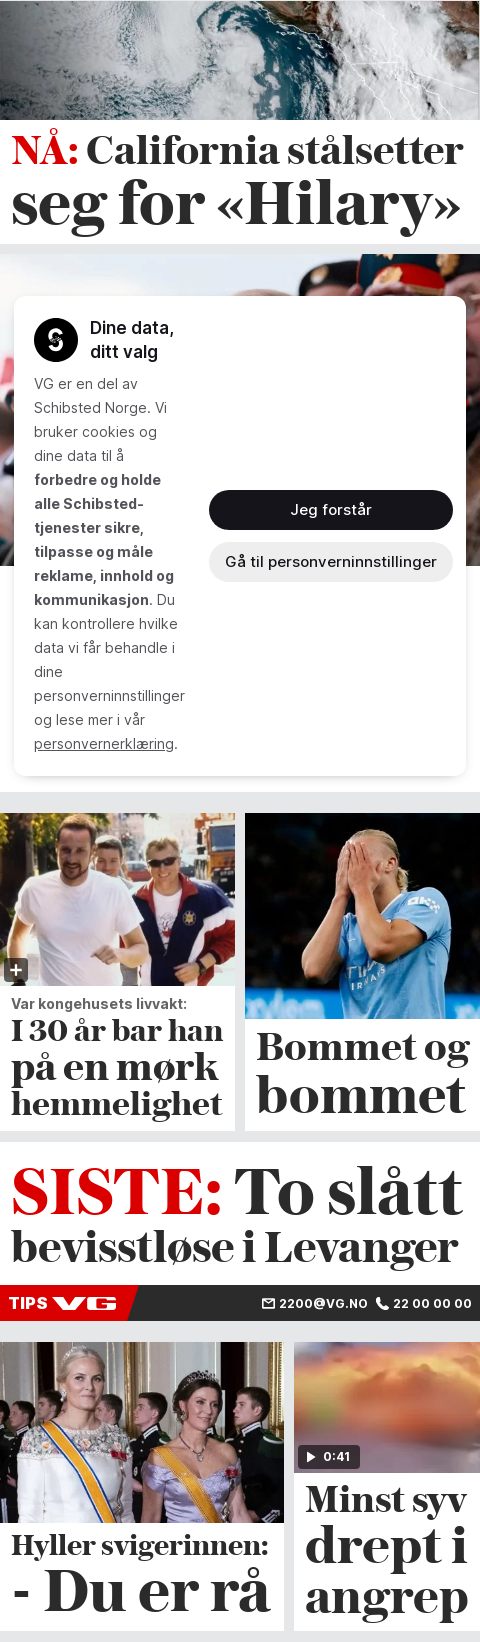 NÅ: California stålsetter
seg for «Hilary»
Dine data,
ditt valg
VG er en del av
Schibsted Norge. Vi
bruker cookies og
dine data til å
forbedre og holde
alle Schibsted-
tjenester sikre,
tilpasse og måle
reklame, innhold og
kommunikasjon. Du
kan kontrollere hvilke
data vi får behandle i
dine
personverninnstillinger
og lese mer i vår
personvernerklæring.
Jeg forstår
Gå til personverninnstillinger
Var kongehusets livvakt:
I 30 år bar han
på en mørk
hemmelighet
Bommet og
bommet
SISTE: To slått
bevisstløse i Levanger
TIPS VG
2200@VG.NO 22 00 00 00
Hyller svigerinnen:
- Du er rå
0:41
Minst syv
drept i
angrep